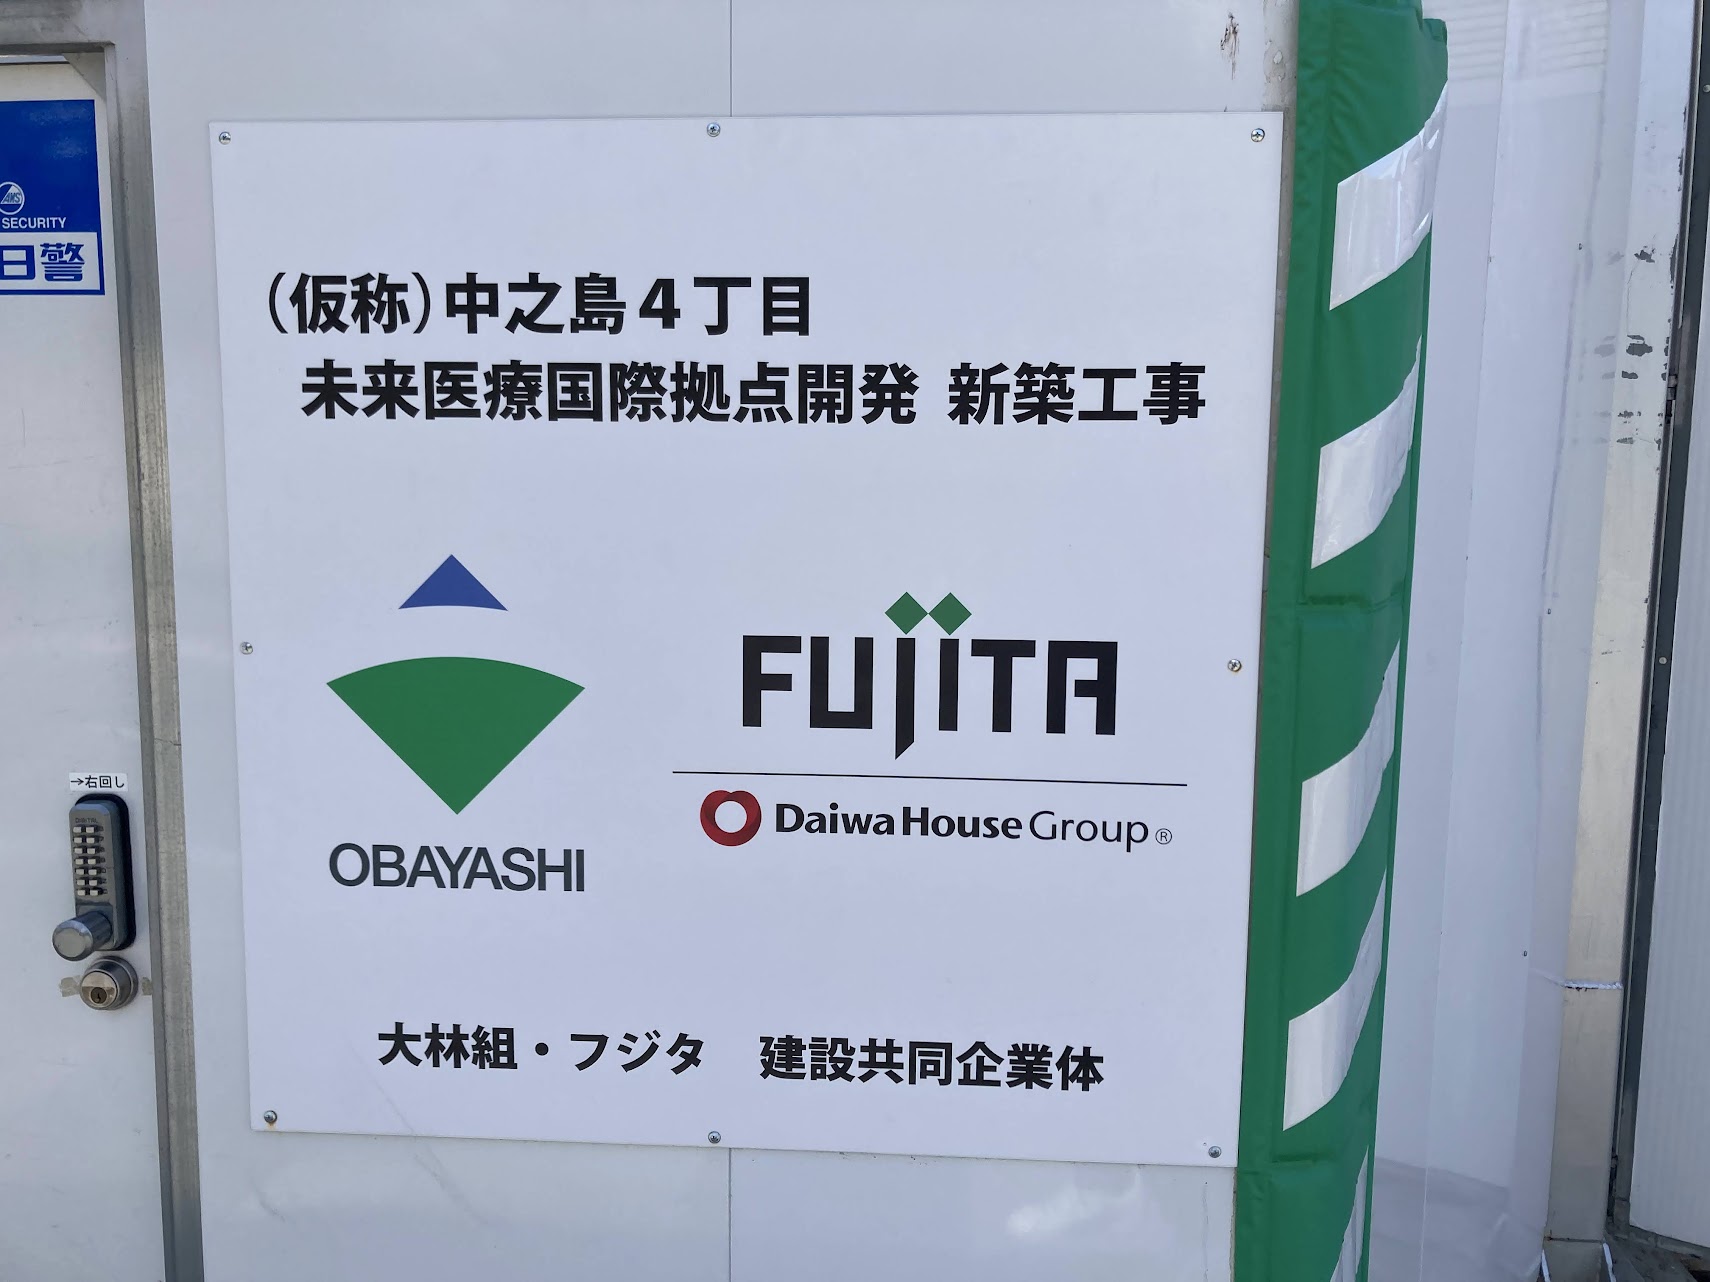 SECURITY
日警
(仮称)中之島4丁目
未来医療国際拠点開発 新築工事
OBAYASHI
FUJITA
Daiwa House Group®
大林組・フジタ 建設共同企業体
→右回し